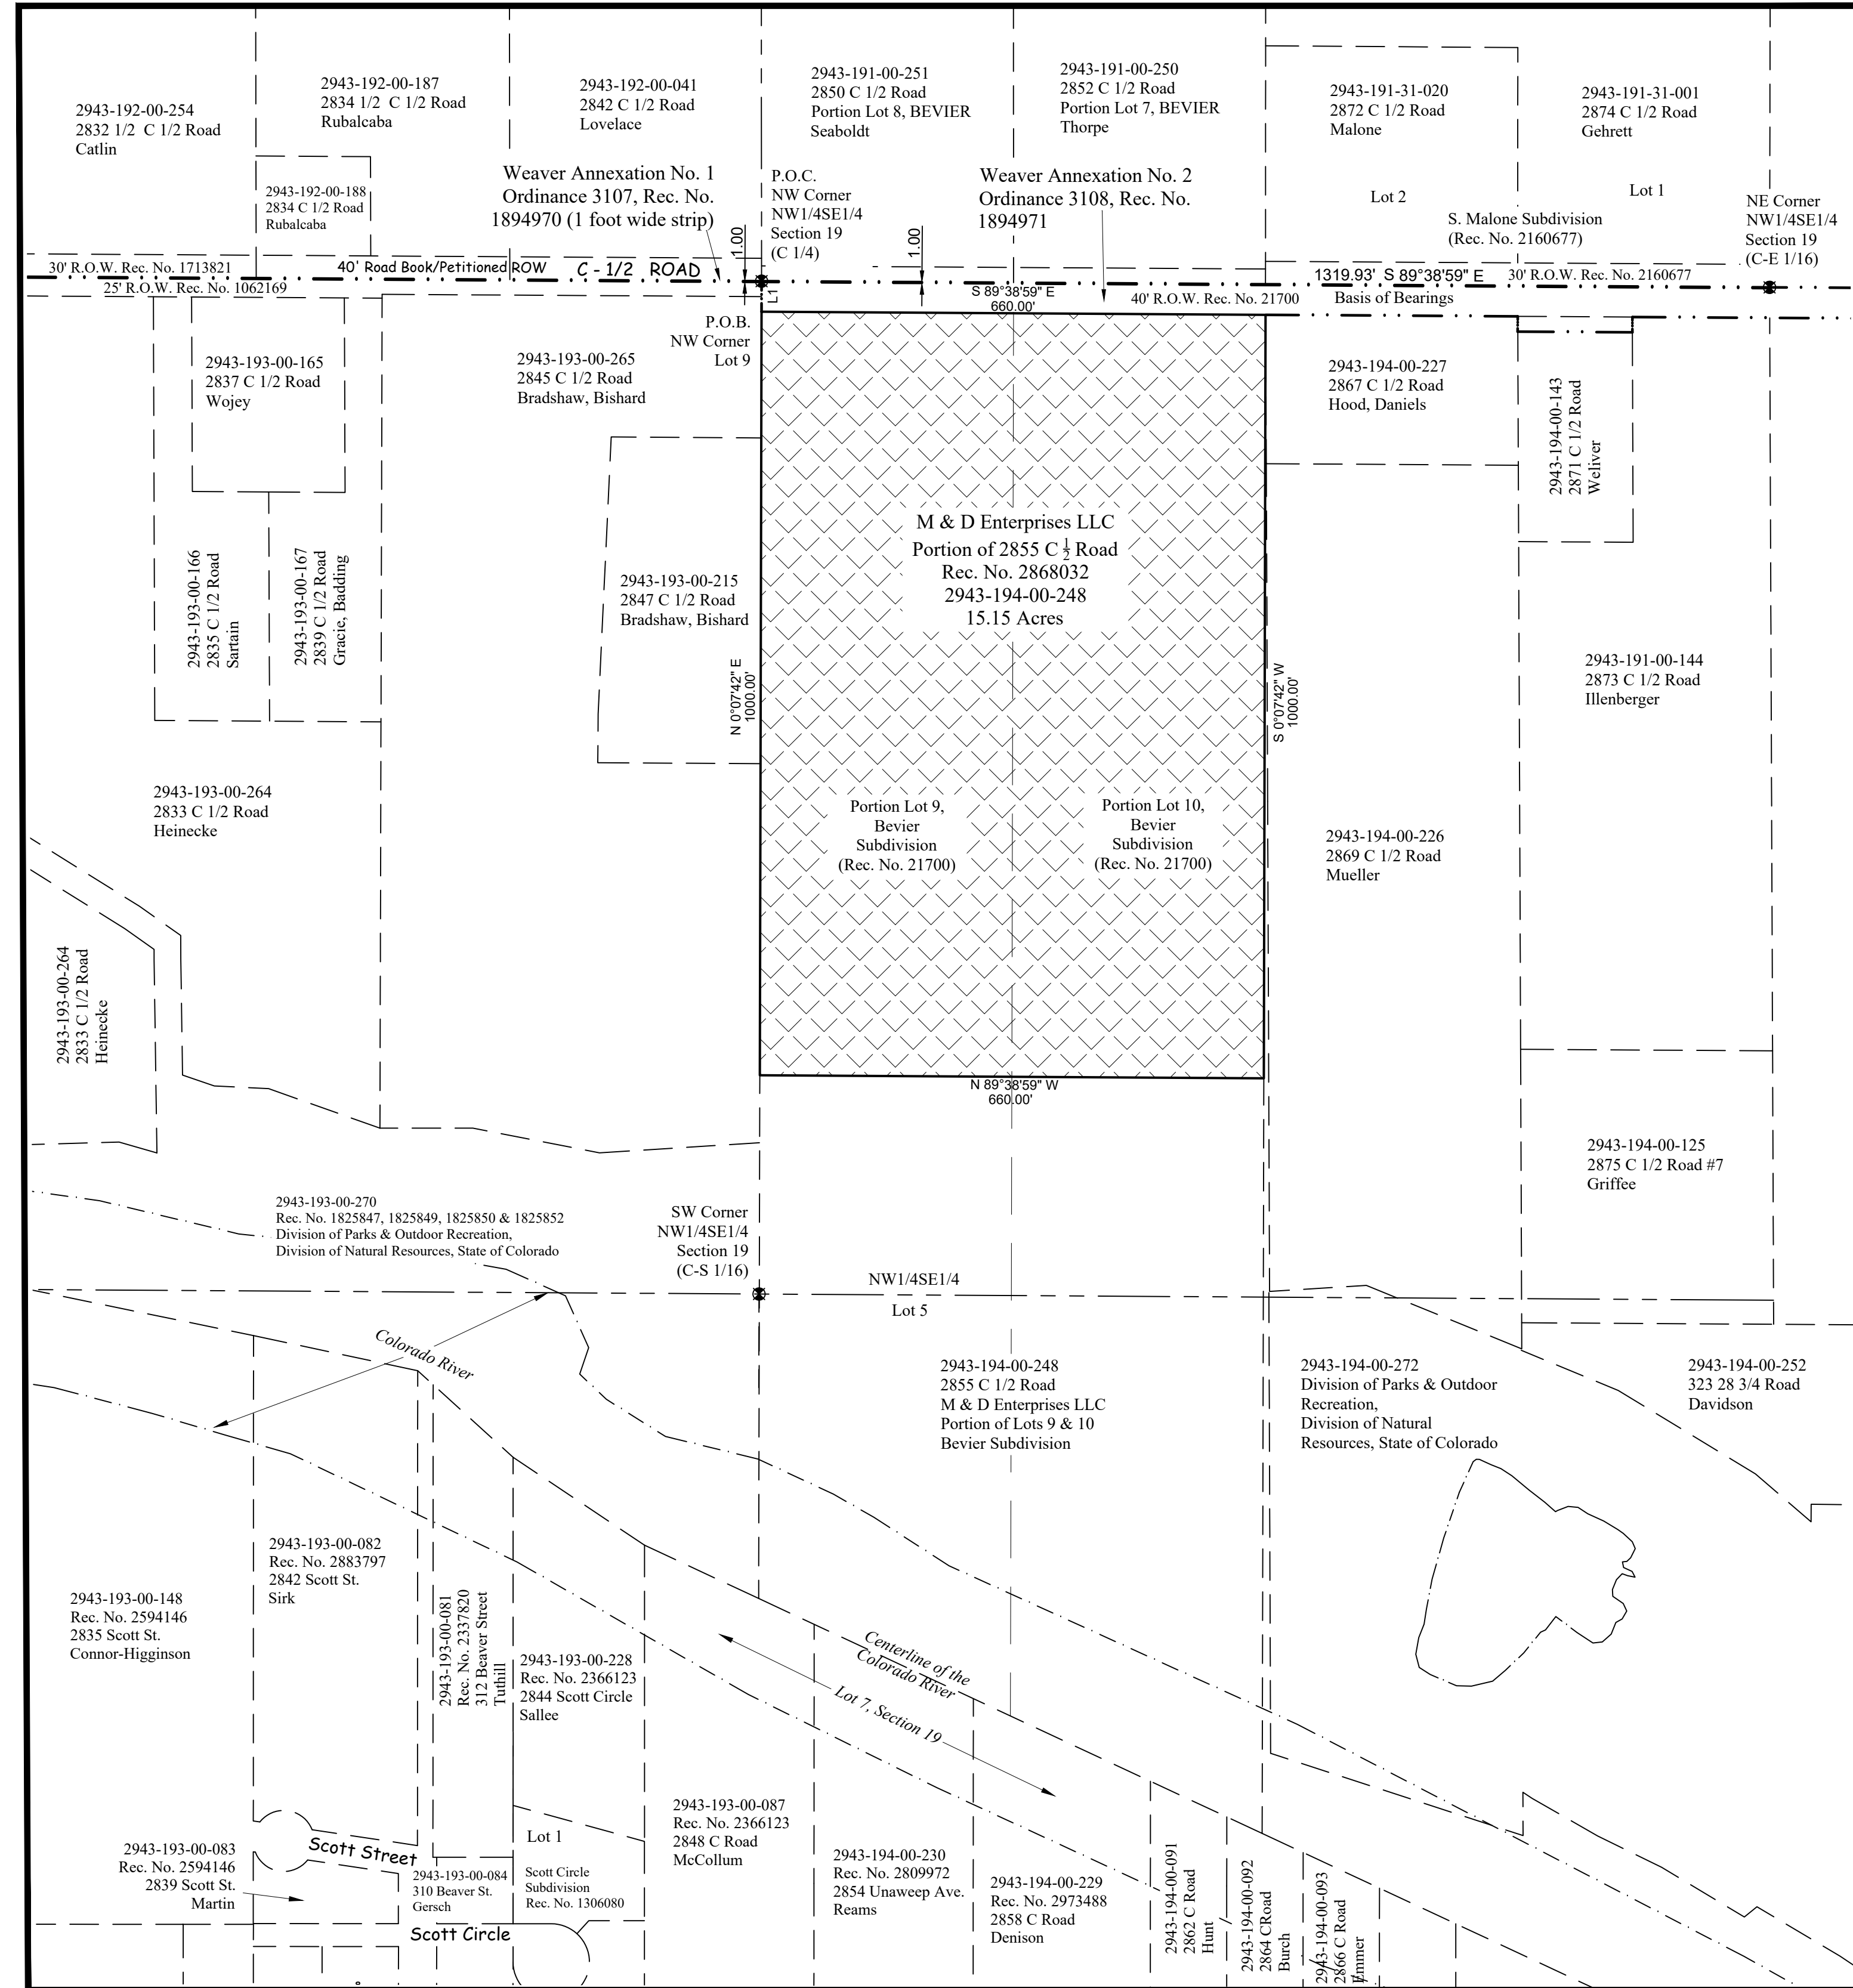 2943-192-00-254
2832 1/2 C 1/2 Road
Catlin
2943-192-00-187
2834 1/2 C 1/2 Road
Rubalcaba
2943-192-00-041
2842 C 1/2 Road
Lovelace
2943-191-00-251
2850 C 1/2 Road
Portion Lot 8, BEVIER
Seaboldt
2943-191-00-250
2852 C 1/2 Road
Portion Lot 7, BEVIER
Thorpe
2943-191-31-020
2872 C 1/2 Road
Malone
2943-191-31-001
2874 C 1/2 Road
Gehrett
2943-192-00-188
2834 C 1/2 Road
Rubalcaba
Weaver Annexation No. 1
Ordinance 3107, Rec. No.
1894970 (1 foot wide strip)
P.O.C.
NW Corner
NW1/4SE1/4
Section 19
(C 1/4)
Weaver Annexation No. 2
Ordinance 3108, Rec. No.
1894971
Lot 2
Lot 1
S. Malone Subdivision
(Rec. No. 2160677)
NE Corner
NW1/4SE1/4
Section 19
(C-E 1/16)
1.00
1.00
30' R.O.W. Rec. No. 1713821
40' Road Book/Petitioned ROW
C - 1/2 ROAD
25' R.O.W. Rec. No. 1062169
L1
S 89°38'59" E
660.00'
40' R.O.W. Rec. No. 21700
1319.93' S 89°38'59" E
Basis of Bearings
30' R.O.W. Rec. No. 2160677
P.O.B.
NW Corner
Lot 9
2943-193-00-165
2837 C 1/2 Road
Wojey
2943-193-00-265
2845 C 1/2 Road
Bradshaw, Bishard
2943-194-00-227
2867 C 1/2 Road
Hood, Daniels
2943-194-00-143
2871 C 1/2 Road
Weliver
M & D Enterprises LLC
Portion of 2855 C 1/2 Road
Rec. No. 2868032
2943-194-00-248
15.15 Acres
2943-193-00-166
2835 C 1/2 Road
Sartain
2943-193-00-167
2839 C 1/2 Road
Gracie, Badding
2943-193-00-215
2847 C 1/2 Road
Bradshaw, Bishard
N 0°07'42" E
1000.00'
S 0°07'42" W
1000.00'
2943-191-00-144
2873 C 1/2 Road
Illenberger
2943-193-00-264
2833 C 1/2 Road
Heinecke
Portion Lot 9,
Bevier
Subdivision
(Rec. No. 21700)
Portion Lot 10,
Bevier
Subdivision
(Rec. No. 21700)
2943-194-00-226
2869 C 1/2 Road
Mueller
2943-193-00-264
2833 C 1/2 Road
Heinecke
N 89°38'59" W
660.00'
2943-194-00-125
2875 C 1/2 Road #7
Griffee
2943-193-00-270
Rec. No. 1825847, 1825849, 1825850 & 1825852
Division of Parks & Outdoor Recreation,
Division of Natural Resources, State of Colorado
SW Corner
NW1/4SE1/4
Section 19
(C-S 1/16)
NW1/4SE1/4
Lot 5
Colorado River
2943-194-00-248
2855 C 1/2 Road
M & D Enterprises LLC
Portion of Lots 9 & 10
Bevier Subdivision
2943-194-00-272
Division of Parks & Outdoor
Recreation,
Division of Natural
Resources, State of Colorado
2943-194-00-252
323 28 3/4 Road
Davidson
2943-193-00-148
Rec. No. 2594146
2835 Scott St.
Connor-Higginson
2943-193-00-082
Rec. No. 2883797
2842 Scott St.
Sirk
2943-193-00-081
Rec. No. 2337820
312 Beaver Street
Tuthill
2943-193-00-228
Rec. No. 2366123
2844 Scott Circle
Sallee
Centerline of the
Colorado River
Lot 7, Section 19
2943-193-00-083
Rec. No. 2594146
2839 Scott St.
Martin
Scott Street
2943-193-00-084
310 Beaver St.
Gersch
Lot 1
Scott Circle
Subdivision
Rec. No. 1306080
Scott Circle
2943-193-00-087
Rec. No. 2366123
2848 C Road
McCollum
2943-194-00-230
Rec. No. 2809972
2854 Unaweep Ave.
Reams
2943-194-00-229
Rec. No. 2973488
2858 C Road
Denison
2943-194-00-091
2862 C Road
Hunt
2943-194-00-092
2864 CRoad
Burch
2943-194-00-093
2866 C Road
Emmer